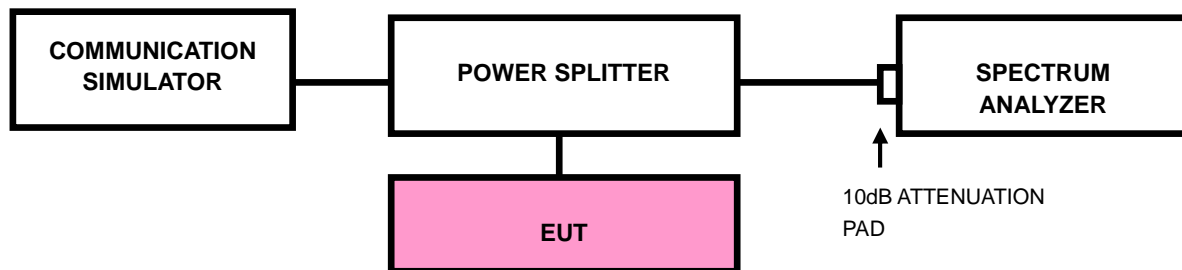 COMMUNICATION
SIMULATOR
POWER SPLITTER
SPECTRUM
ANALYZER
10dB ATTENUATION
PAD
EUT